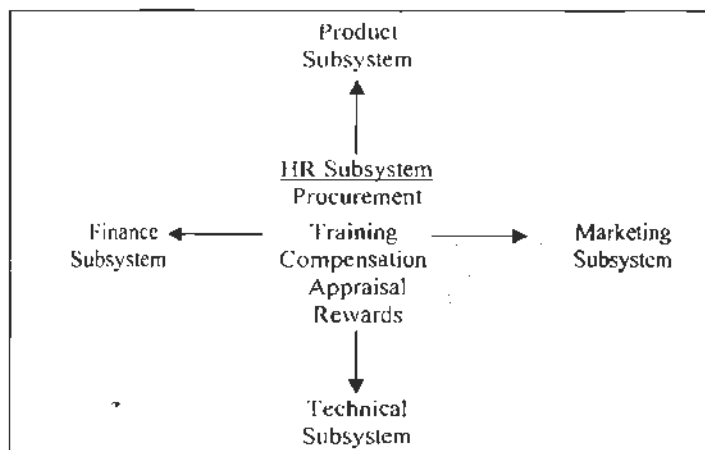 Product
Subsystem
HR Subsystem
Procurement
Finance Training Marketing
Subsystem Compensation Subsystem
Appraisal
Rewards
Technical
Subsystem